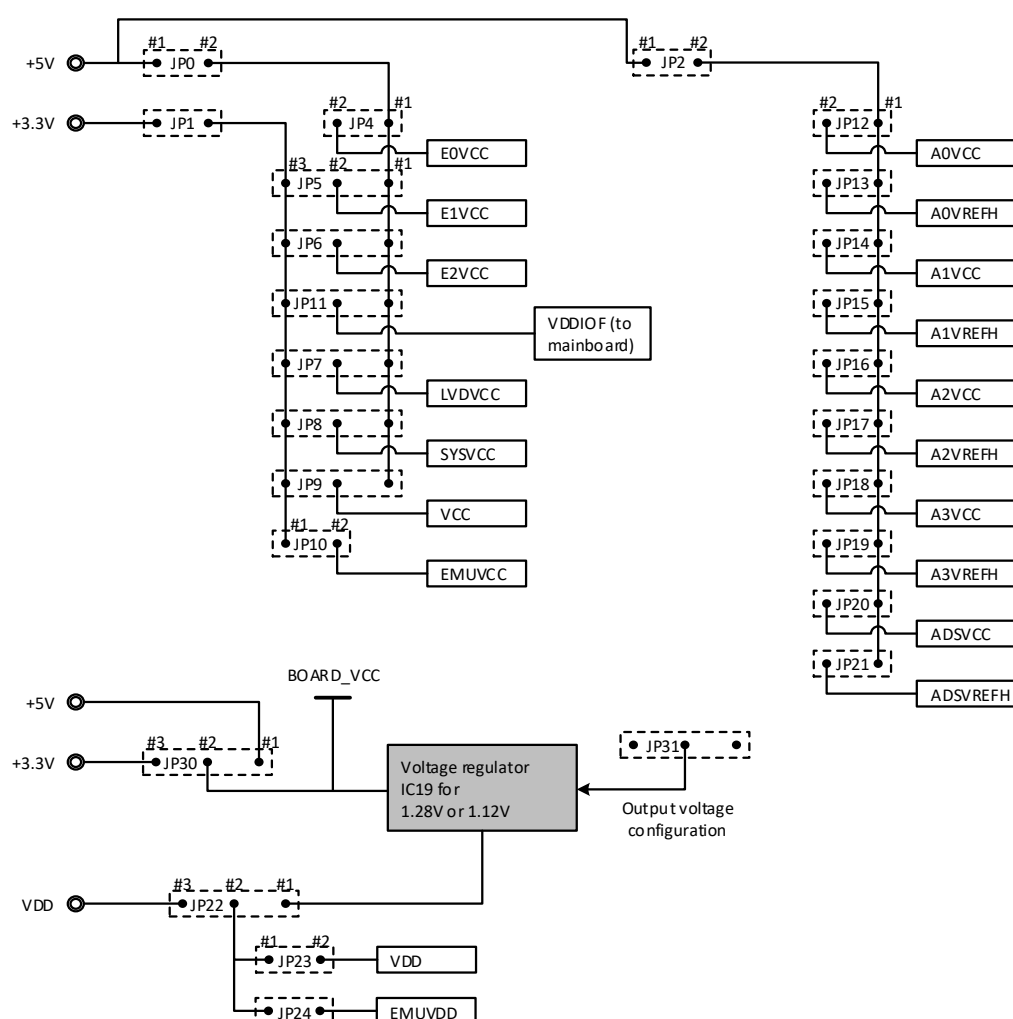 #1 #2 #1 #2
+5V JP0 JP2
#2 #1 #2 #1
+3.3V JP1 JP4 JP12
E0VCC A0VCC
#3 #2 #1
JP5 JP13
E1VCC A0VREFH
JP6 JP14
E2VCC A1VCC
JP11 JP15
VDDIOF (to
mainboard)
A1VREFH
JP7 JP16
LVDVCC A2VCC
JP8 JP17
SYSVCC A2VREFH
JP9 JP18
VCC A3VCC
#1 #2
JP10 JP19
EMUVCC A3VREFH
JP20
ADSVCC
JP21
ADSVREFH
BOARD_VCC
+5V
#3 #2 #1
+3.3V JP30
JP31
Voltage regulator
IC19 for
1.28V or 1.12V
Output voltage
configuration
#3 #2 #1
VDD JP22
#1 #2
JP23 VDD
JP24 EMUVDD